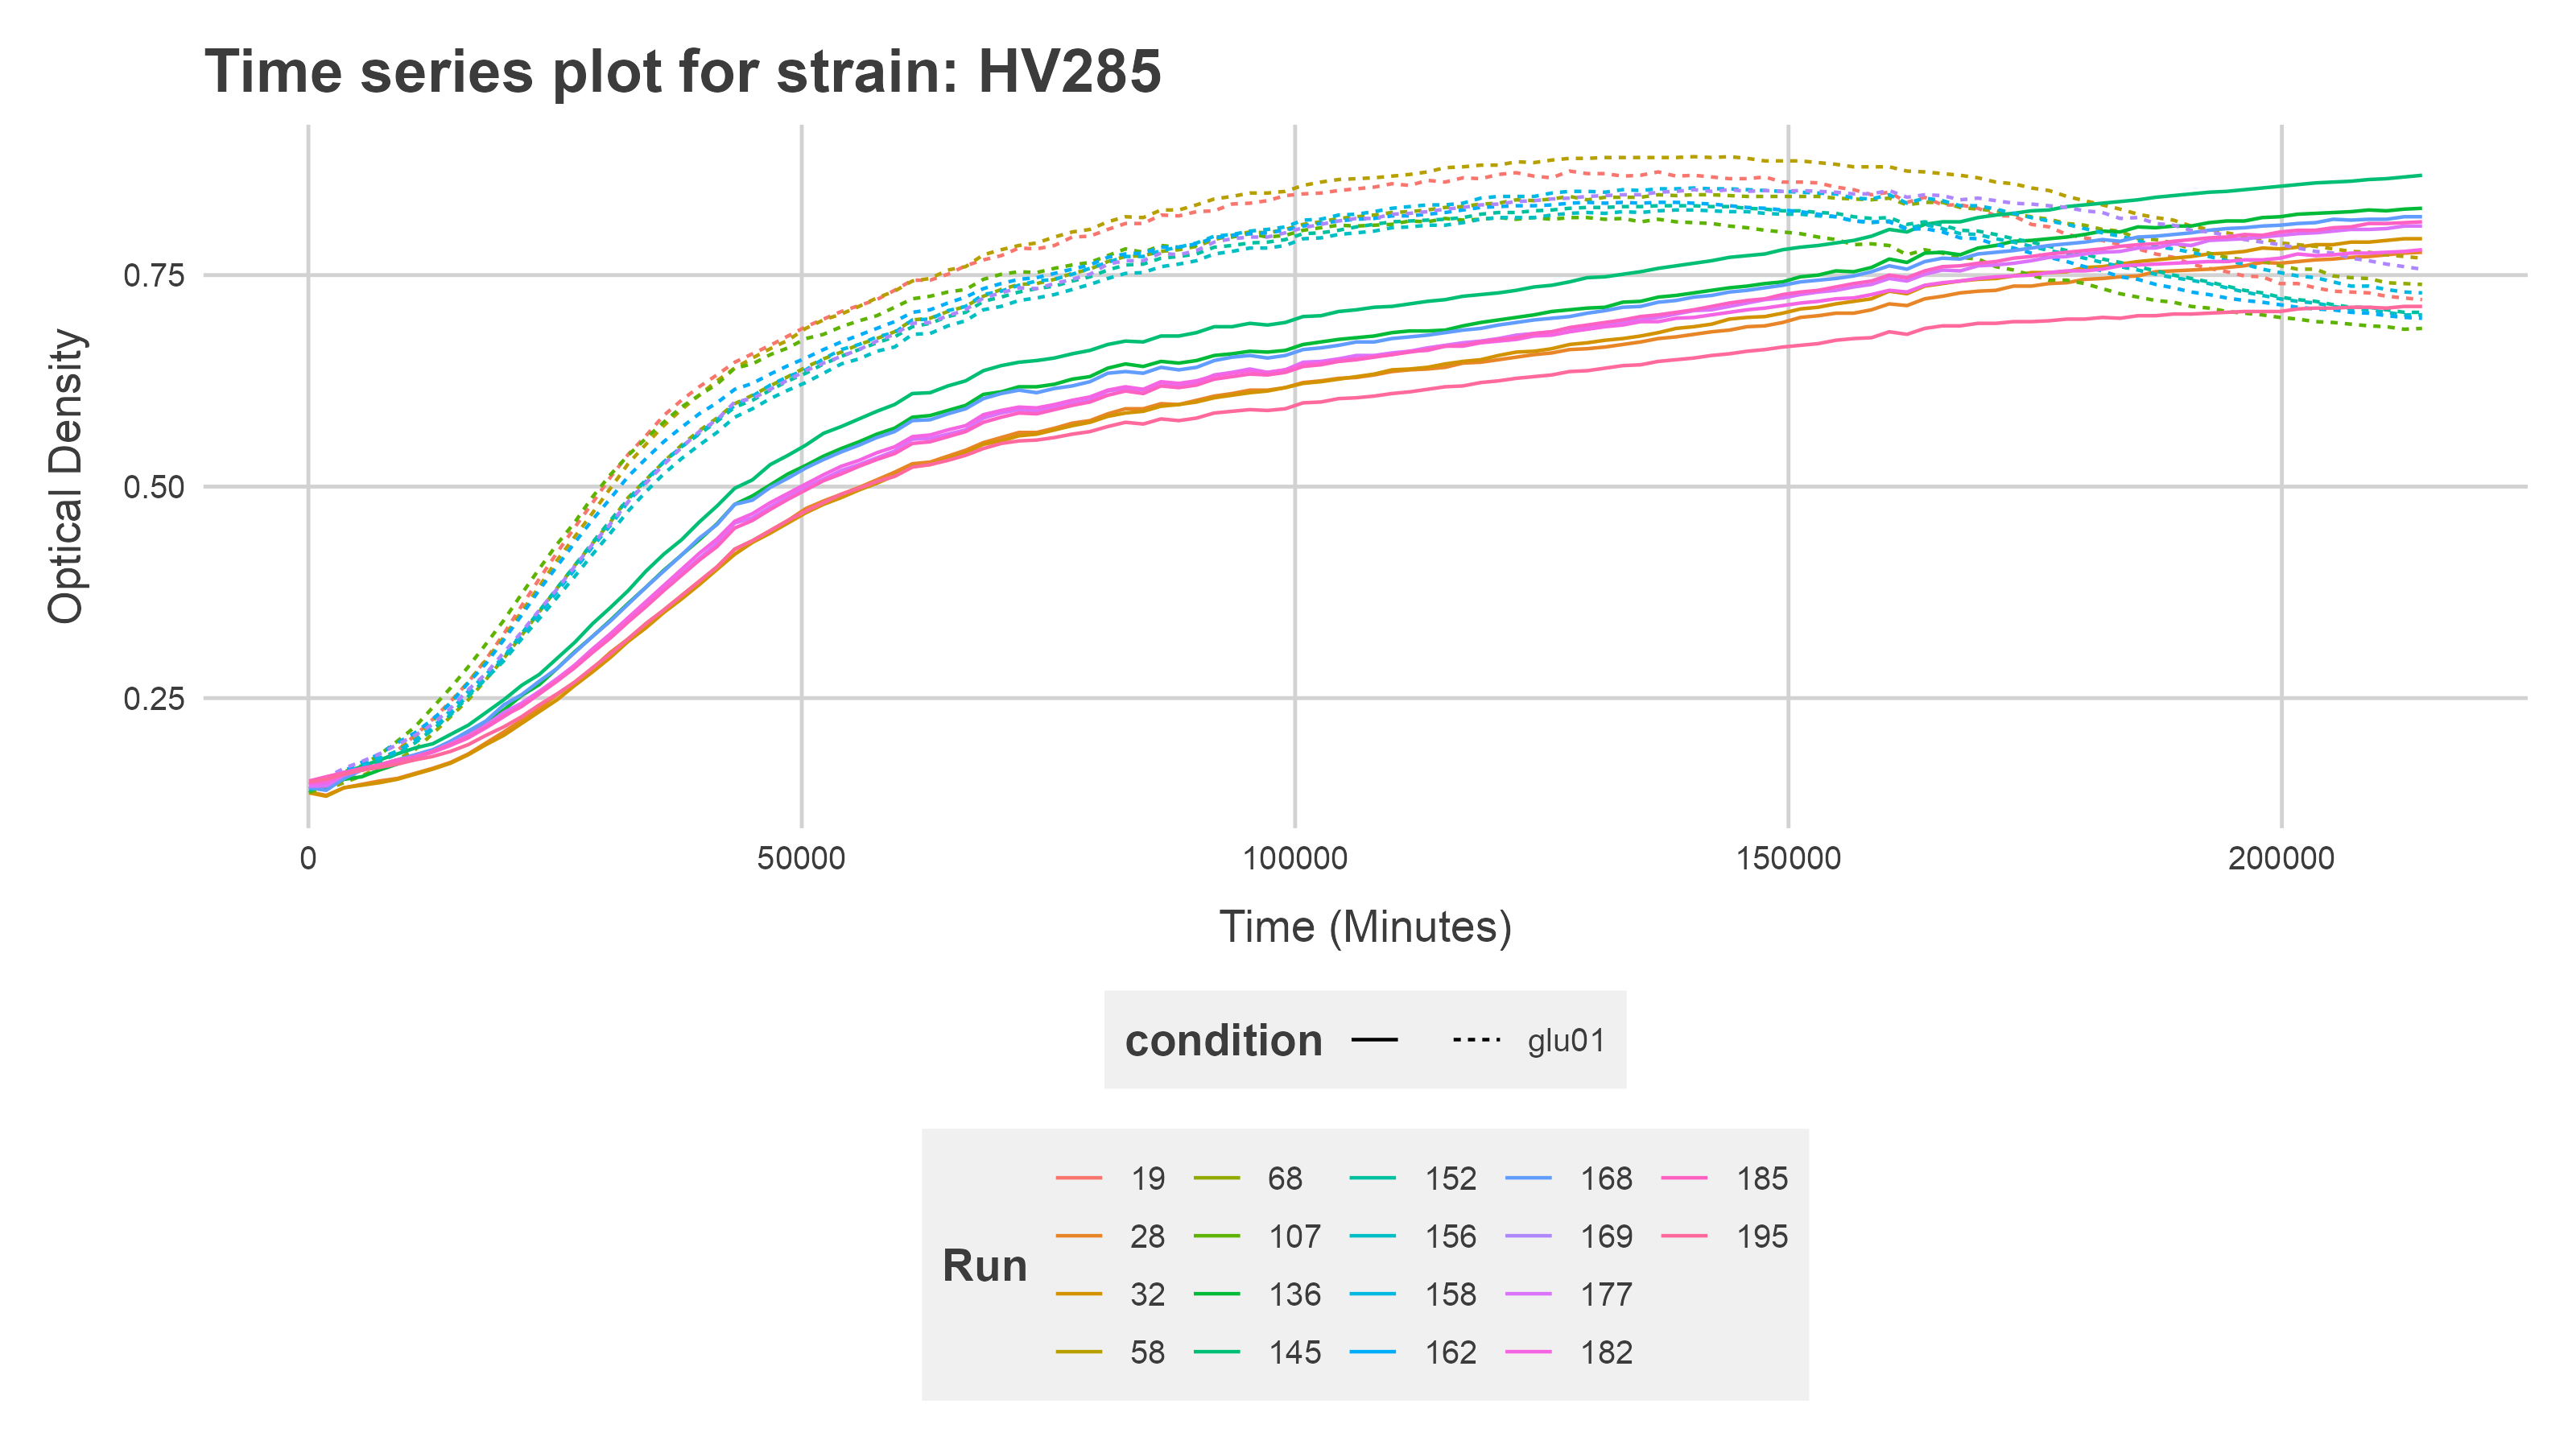 Time series plot for strain: HV285
Optical Density
0.75
0.50
0.25
0 50000 100000 150000 200000
Time (Minutes)
condition glu01
Run
19 68 152 168 185
28 107 156 169 195
32 136 158 177
58 145 162 182